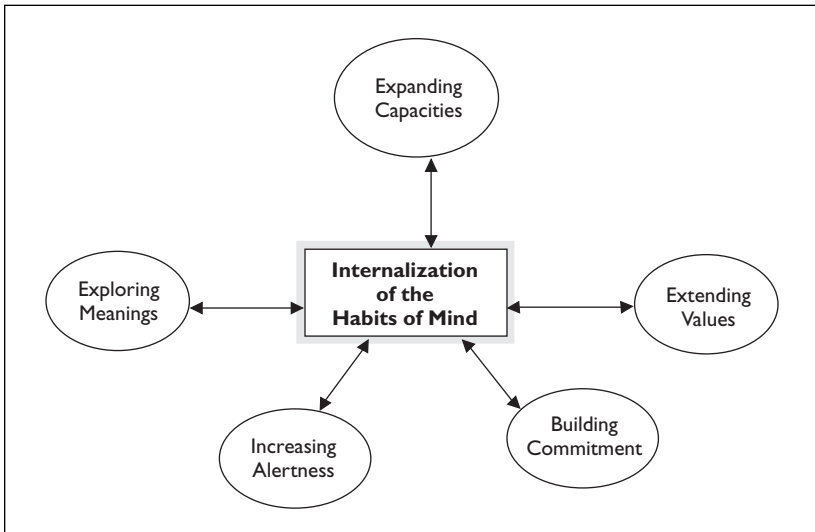 Expanding
Capacities
Internalization
of the
Habits of Mind
Exploring
Meanings
Extending
Values
Increasing
Alertness
Building
Commitment